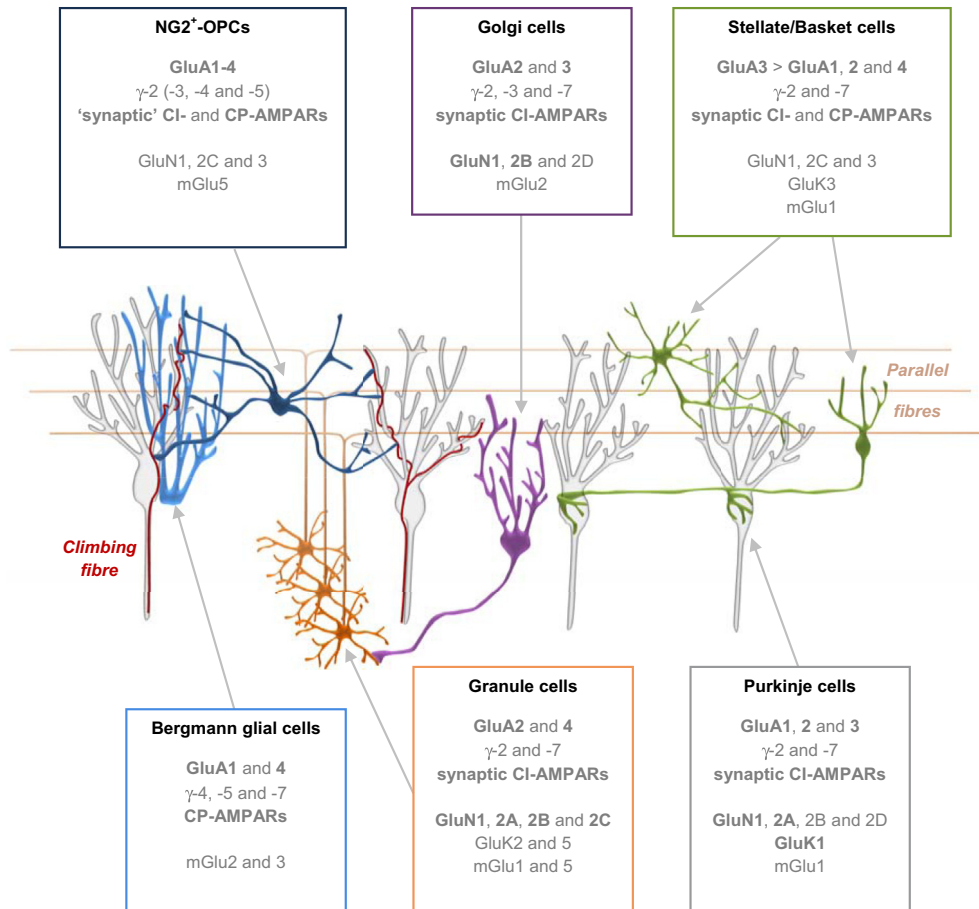 NG2⁺-OPCs
GluA1-4
γ-2 (-3, -4 and -5)
‘synaptic’ CI- and CP-AMPARs
GluN1, 2C and 3
mGlu5
Golgi cells
GluA2 and 3
γ-2, -3 and -7
synaptic CI-AMPARs
GluN1, 2B and 2D
mGlu2
Stellate/Basket cells
GluA3 > GluA1, 2 and 4
γ-2 and -7
synaptic CI- and CP-AMPARs
GluN1, 2C and 3
GluK3
mGlu1
Parallel
fibres
Climbing
fibre
Bergmann glial cells
GluA1 and 4
γ-4, -5 and -7
CP-AMPARs
mGlu2 and 3
Granule cells
GluA2 and 4
γ-2 and -7
synaptic CI-AMPARs
GluN1, 2A, 2B and 2C
GluK2 and 5
mGlu1 and 5
Purkinje cells
GluA1, 2 and 3
γ-2 and -7
synaptic CI-AMPARs
GluN1, 2A, 2B and 2D
GluK1
mGlu1